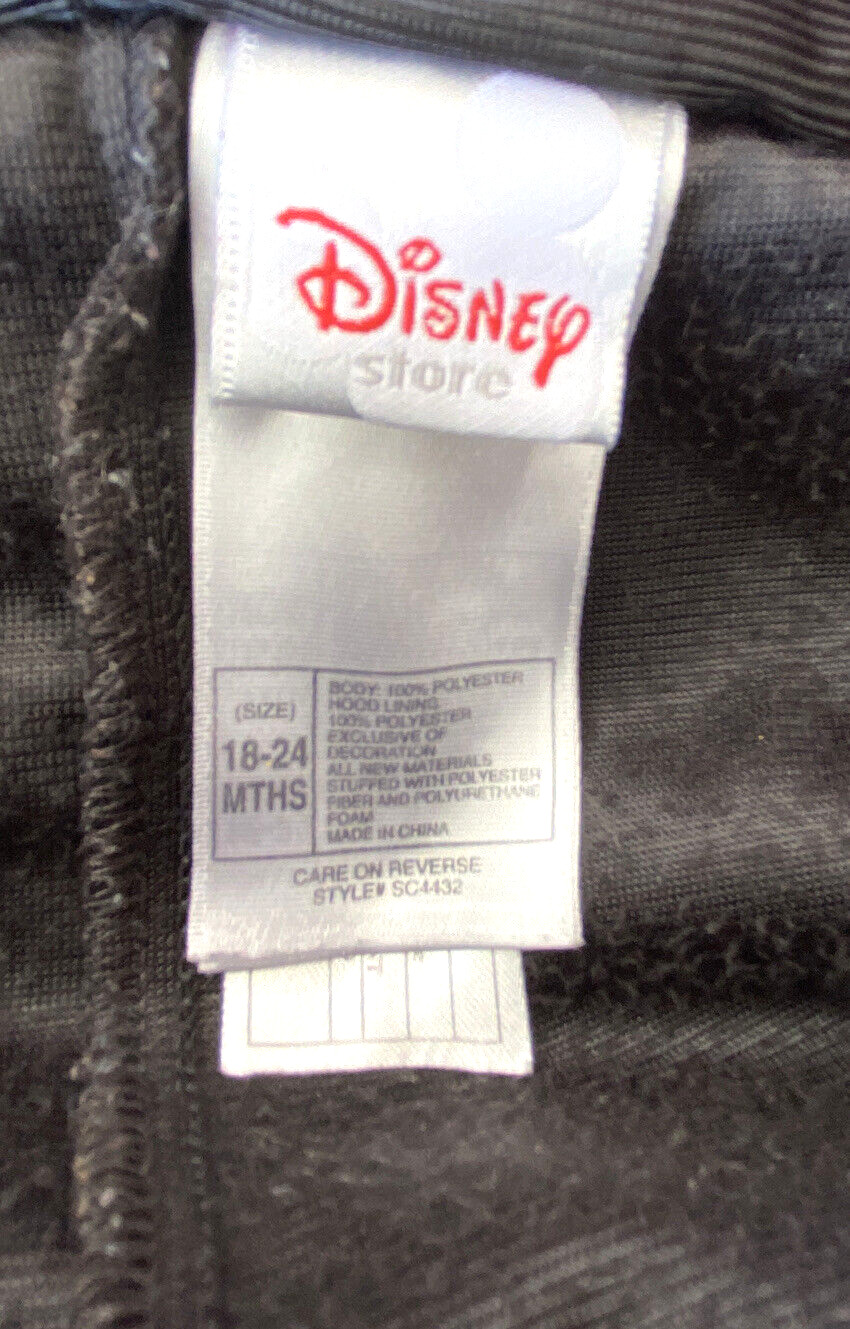 Disney
store
(SIZE)
18-24
MTHS
BODY: 100% POLYESTER
HOOD LINING
100% POLYESTER
EXCLUSIVE OF
DECORATION
ALL NEW MATERIALS
STUFFED WITH POLYESTER
FIBER AND POLYURETHANE
FOAM
MADE IN CHINA
CARE ON REVERSE
STYLE# SC4432